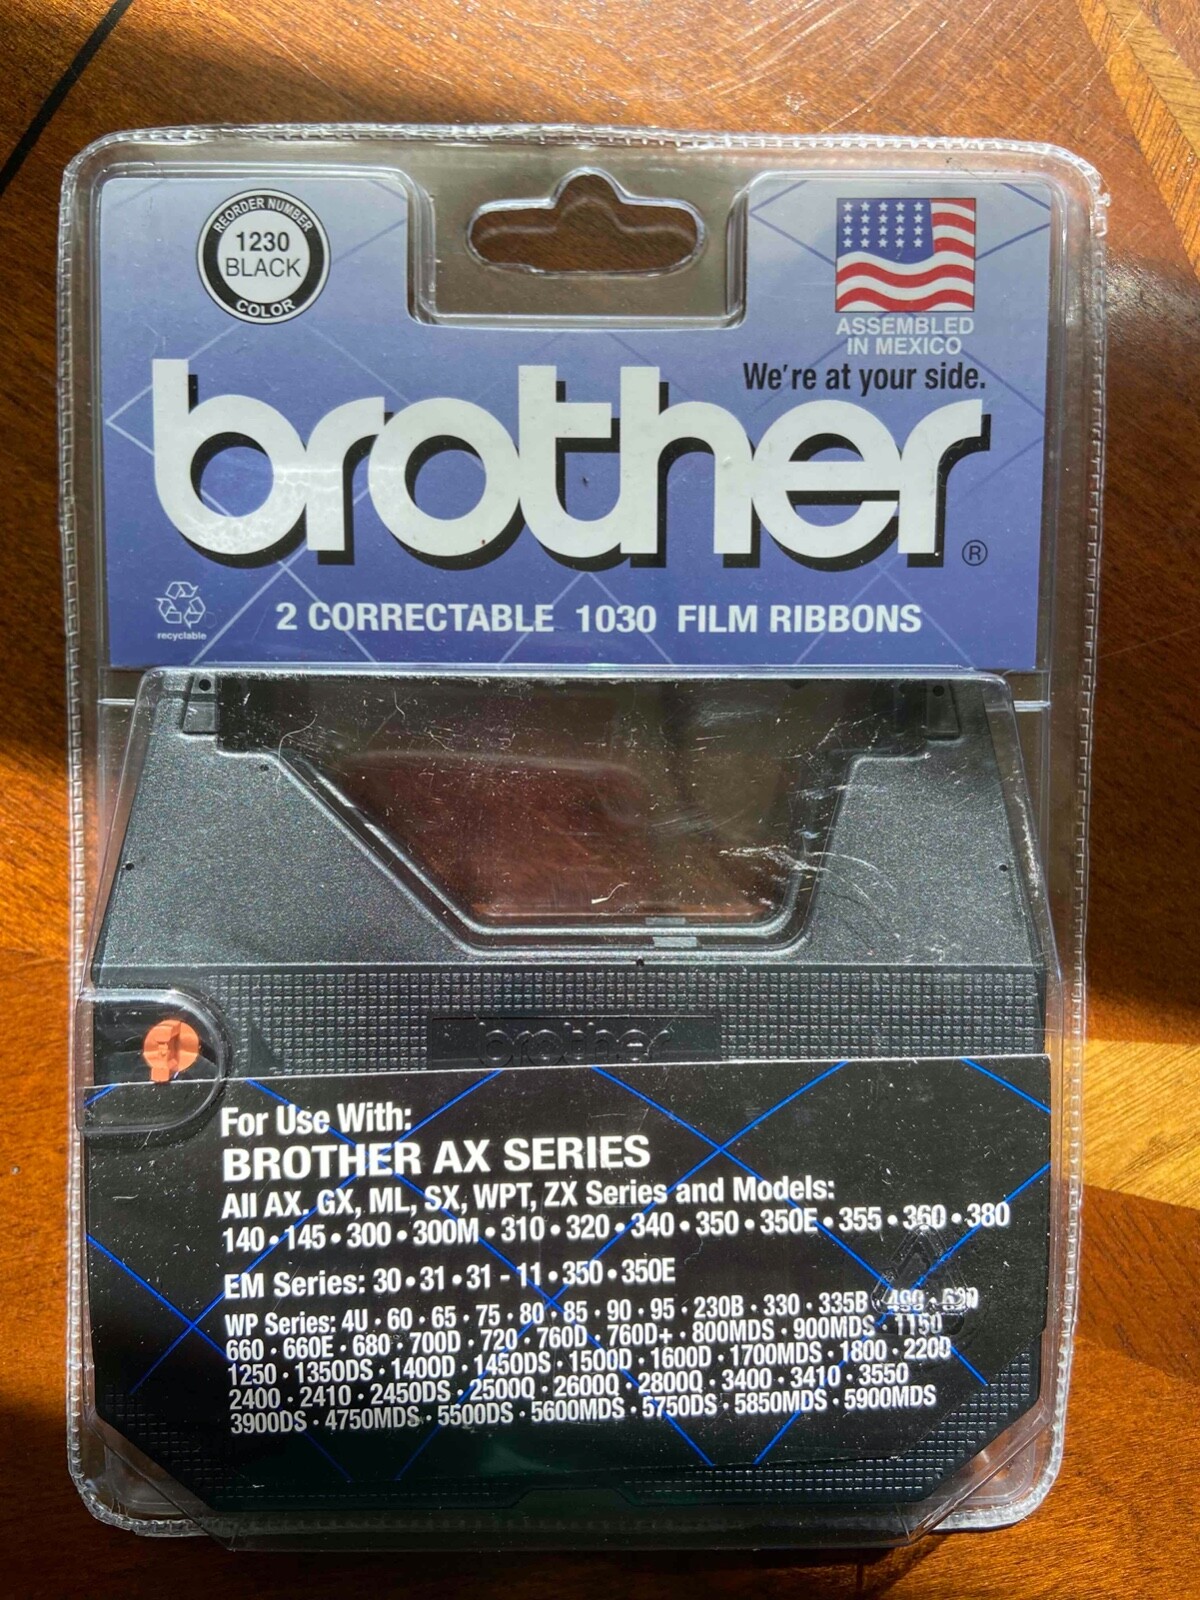 REORDER NUMBER
1230
BLACK
COLOR
ASSEMBLED
IN MEXICO
We're at your side.
brother®
recyclable
2 CORRECTABLE 1030 FILM RIBBONS
brother
For Use With:
BROTHER AX SERIES
All AX. GX, ML, SX, WPT, ZX Series and Models:
140 • 145 • 300 • 300M • 310 • 320 • 340 • 350 • 350E • 355 • 360 • 380
EM Series: 30 • 31 • 31 - 11 • 350 • 350E
WP Series: 4U · 60 · 65 · 75 · 80 · 85 · 90 · 95 · 230B · 330 · 335B
660 · 660E · 680 · 700D · 720 · 760D · 760D+ · 800MDS · 900MDS · 1150
1250 · 1350DS · 1400D · 1450DS · 1500D · 1600D · 1700MDS · 1800 · 2200
2400 · 2410 · 2450DS · 2500Q · 2600Q · 2800Q · 3400 · 3410 · 3550
3900DS · 4750MDS · 5500DS · 5600MDS · 5750DS · 5850MDS · 5900MDS